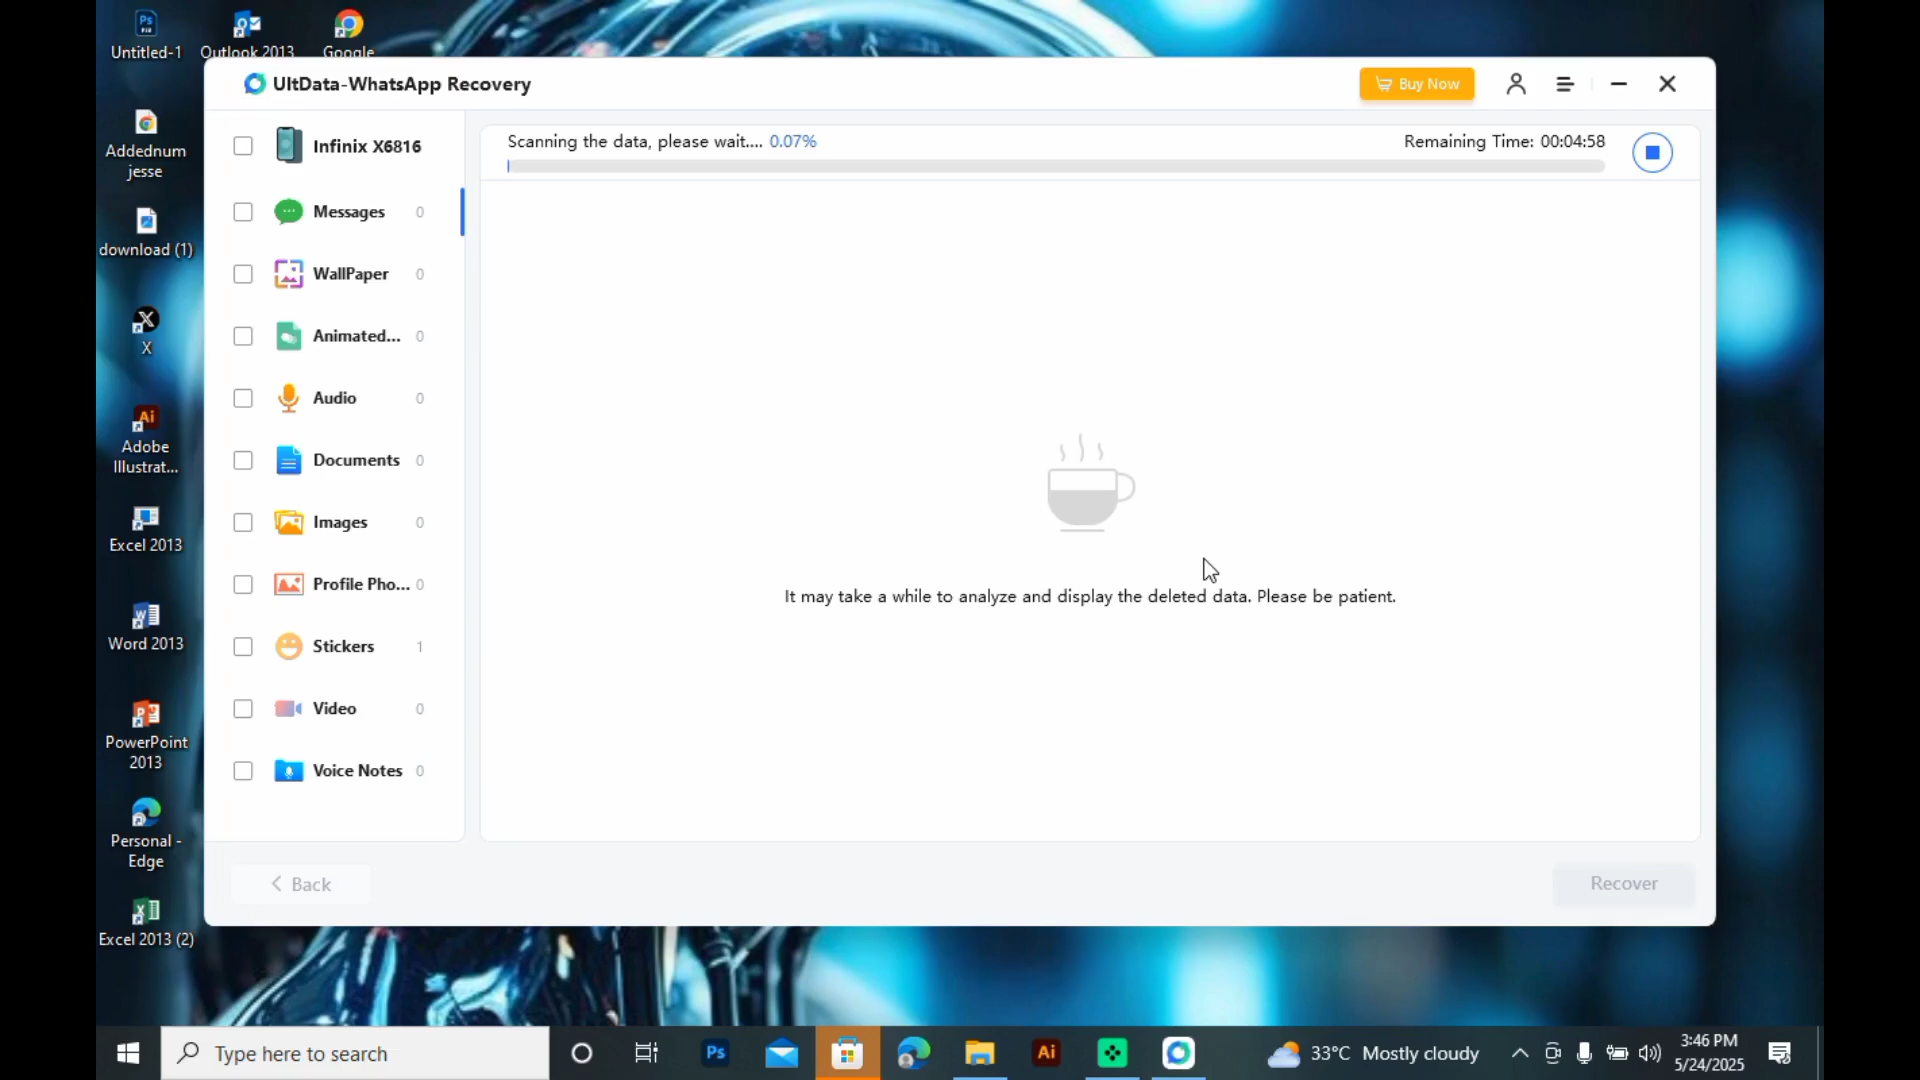 Untitled-1
Outlook 2013
Google
Addednum
jesse
download (1)
X
Adobe
Illustrat...
Excel 2013
Word 2013
PowerPoint
2013
Personal -
Edge
Excel 2013 (2)
UltData-WhatsApp Recovery
Buy Now
Infinix X6816
Messages 0
WallPaper 0
Animated... 0
Audio 0
Documents 0
Images 0
Profile Pho... 0
Stickers 1
Video 0
Voice Notes 0
Scanning the data, please wait.... 0.07%
Remaining Time: 00:04:58
It may take a while to analyze and display the deleted data. Please be patient.
Back
Recover
Type here to search
33°C Mostly cloudy
3:46 PM
5/24/2025